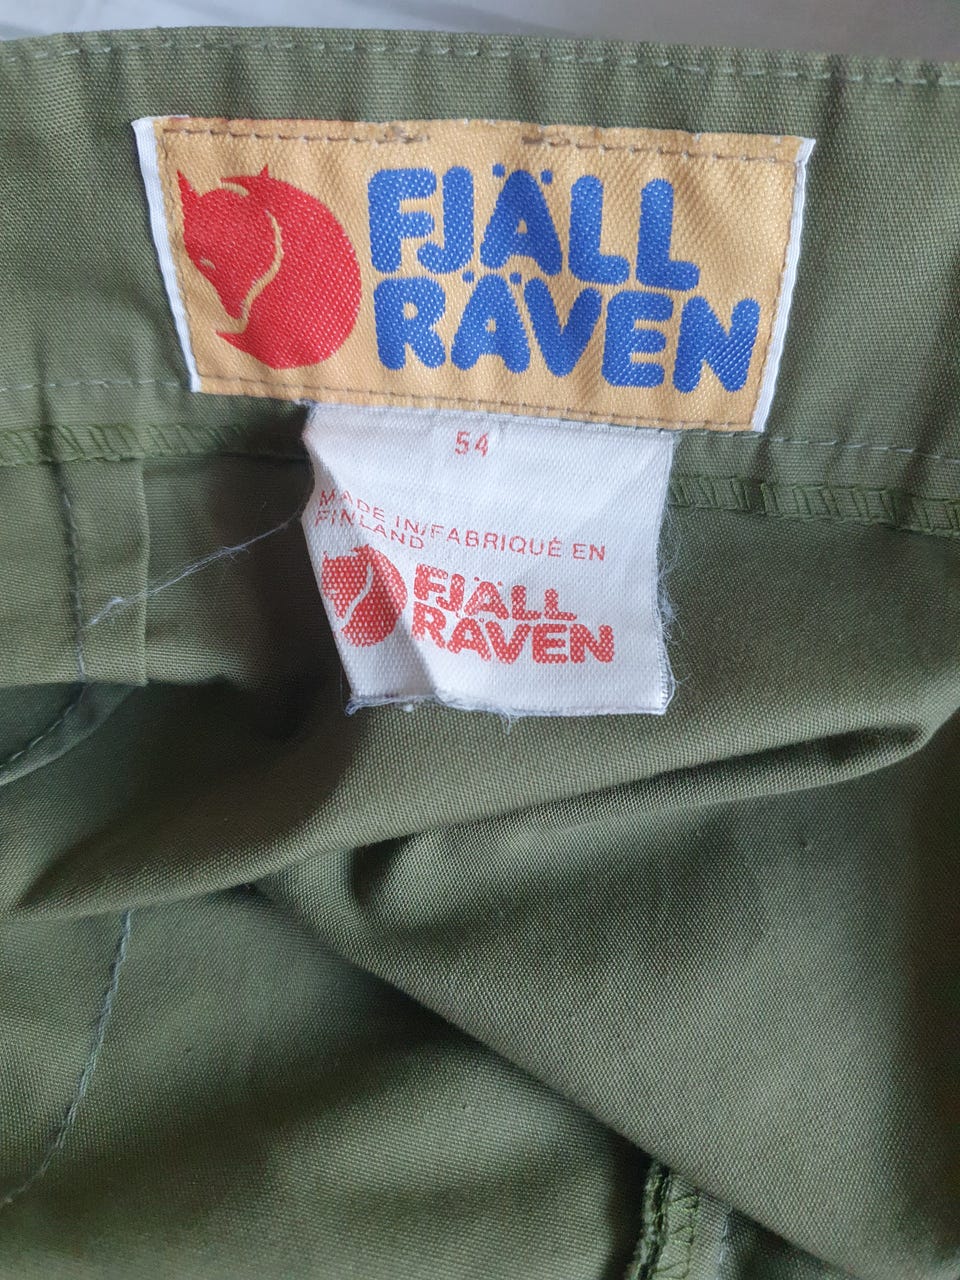 FJÄLL
RÄVEN
54
MADE IN/FABRIQUÉ EN
FINLAND
FJÄLL
RÄVEN